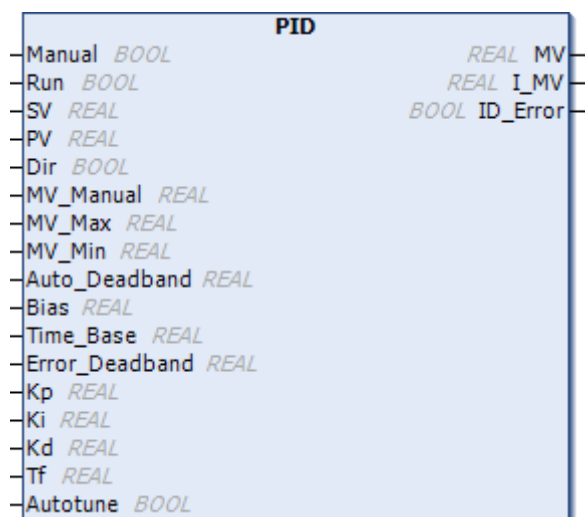 PID
Manual BOOL REAL MV
Run BOOL REAL I_MV
SV REAL BOOL ID_Error
PV REAL
Dir BOOL
MV_Manual REAL
MV_Max REAL
MV_Min REAL
Auto_Deadband REAL
Bias REAL
Time_Base REAL
Error_Deadband REAL
Kp REAL
Ki REAL
Kd REAL
Tf REAL
Autotune BOOL